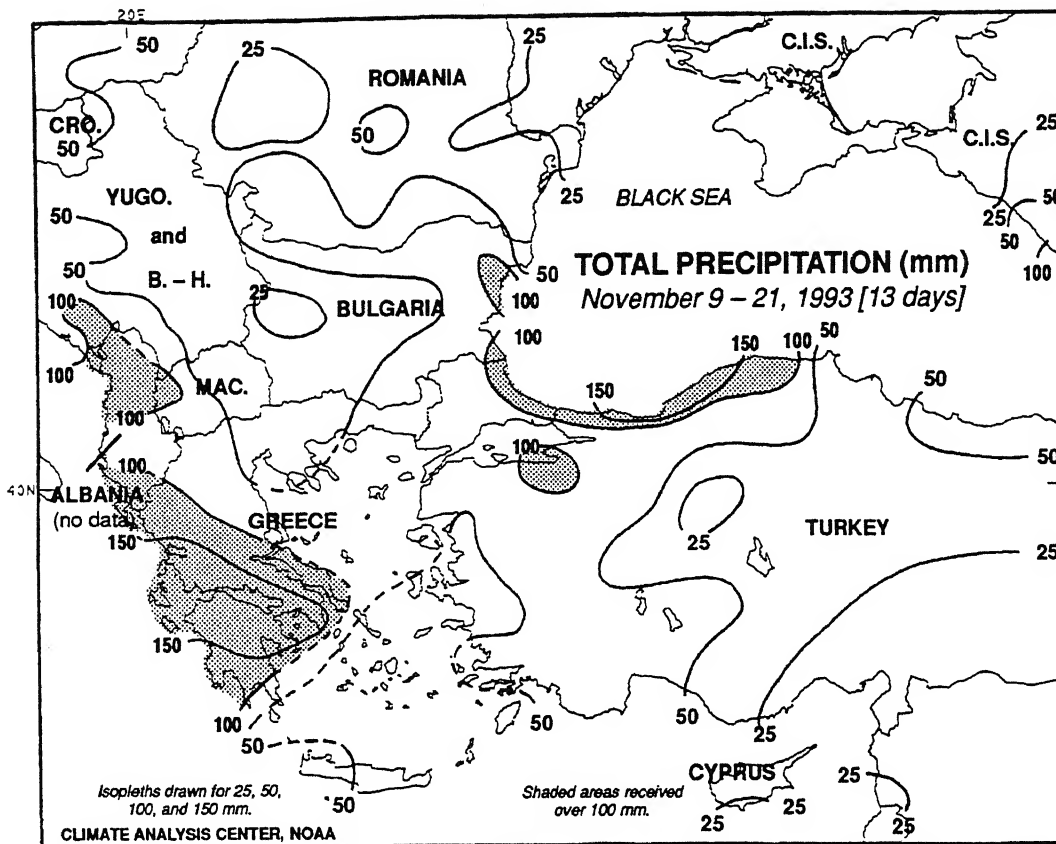 20E
50
25
25
C.I.S.
ROMANIA
CRO.
50
50
25
C.I.S.
YUGO.
and
B. – H.
50
50
25
BLACK SEA
25
50
50
100
50
TOTAL PRECIPITATION (mm)
November 9 – 21, 1993 [13 days]
100
25
BULGARIA
100
100
100
MAC.
150
150
100
50
50
100
100
100
50
40N
ALBANIA
(no data)
GREECE
25
TURKEY
25
150
150
100
50
50
50
50
25
CYPRUS
25
25
25
25
Isopleths drawn for 25, 50,
100, and 150 mm.
Shaded areas received
over 100 mm.
CLIMATE ANALYSIS CENTER, NOAA